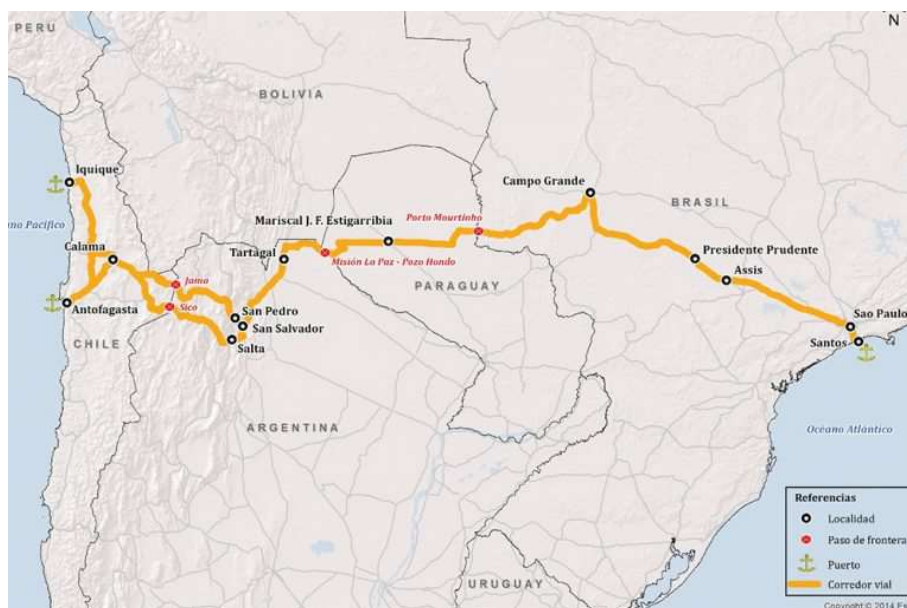 PERU
N
BOLIVIA
Iquique
Campo Grande
BRASIL
Mariscal J. F. Estigarribia
Porto Mourtinho
ano Pacífico
Calama
Tartagal
Misión La Paz - Pozo Hondo
Presidente Prudente
Jama
PARAGUAY
Assis
Antofagasta
Sico
San Pedro
San Salvador
Sao Paulo
CHILE
Salta
Santos
ARGENTINA
Océano Atlántico
Referencias
Localidad
Paso de frontera
Puerto
Corredor vial
URUGUAY
Copyright:© 2014 Es